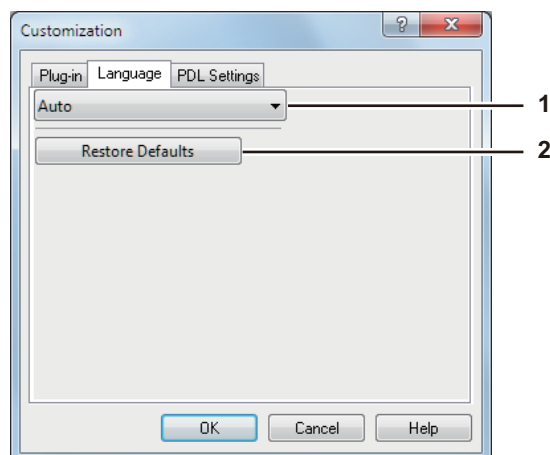 Customization
Plug-in Language PDL Settings
Auto 1
Restore Defaults 2
OK Cancel Help